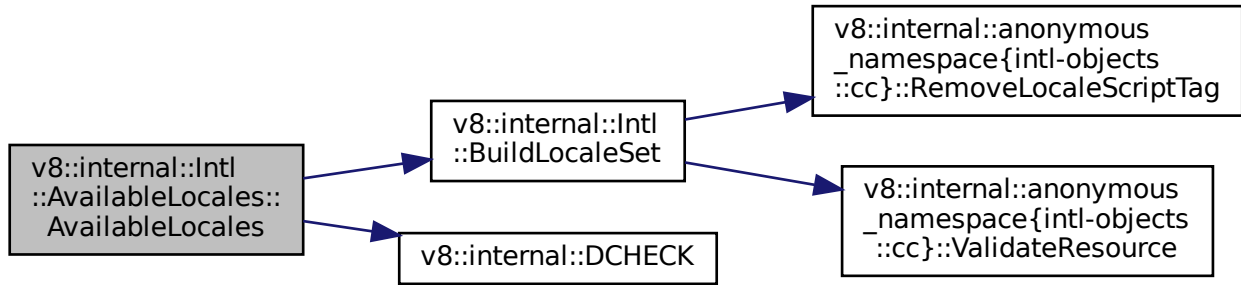 v8::internal::Intl
::AvailableLocales::
AvailableLocales
v8::internal::Intl
::BuildLocaleSet
v8::internal::DCHECK
v8::internal::anonymous
_namespace{intl-objects
::cc}::RemoveLocaleScriptTag
v8::internal::anonymous
_namespace{intl-objects
::cc}::ValidateResource